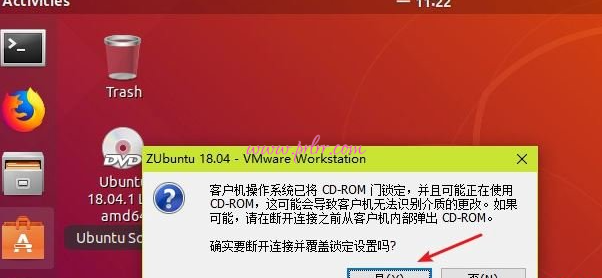 Activities
11:22
Trash
Ubuntu
18.04.1 L
amd64
Ubuntu So
ZUbuntu 18.04 - VMware Workstation
客户机操作系统已将 CD-ROM 门锁定，并且可能正在使用
CD-ROM，这可能会导致客户机无法识别介质的更改。如果
可能，请在断开连接之前从客户机内部弹出 CD-ROM。
确实要断开连接并覆盖锁定设置吗?
是(Y)
否(N)